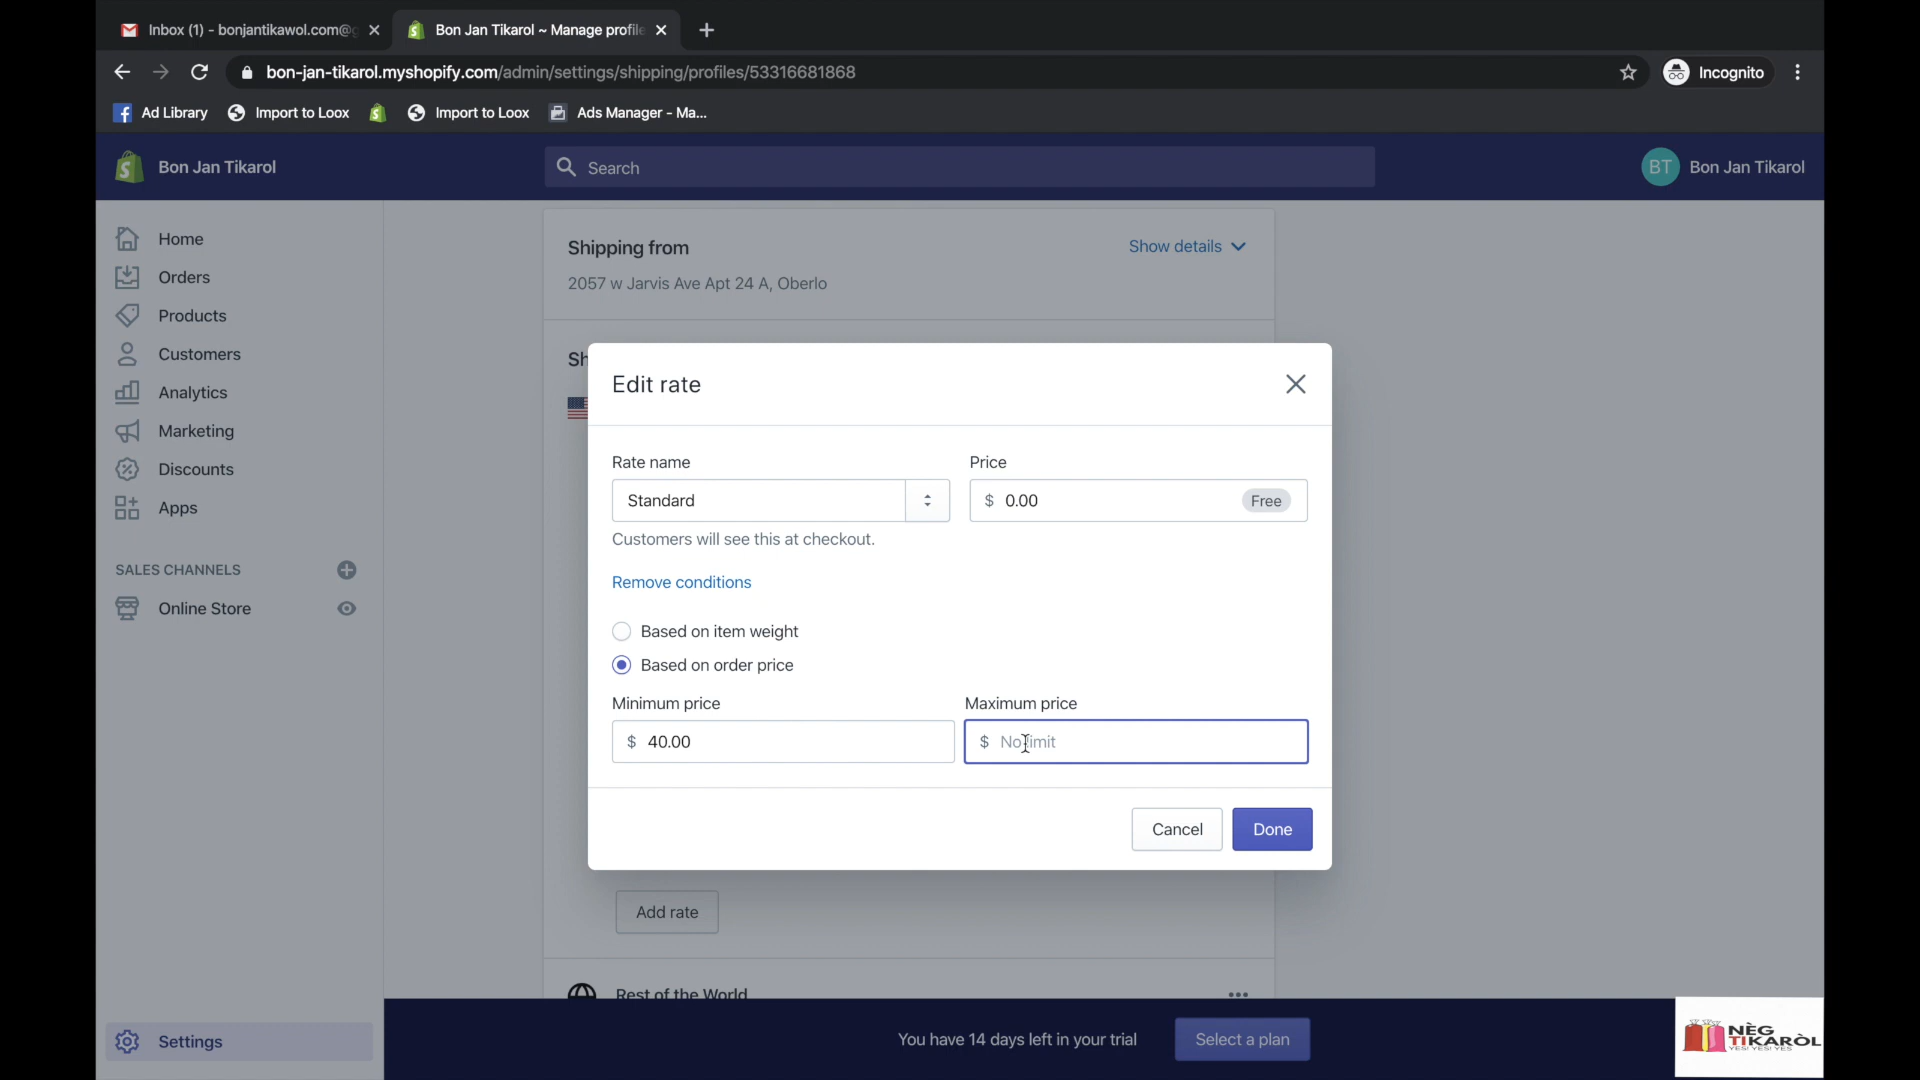 Inbox (1) - bonjantikawol.com@g
Bon Jan Tikarol ~ Manage profile
bon-jan-tikarol.myshopify.com/admin/settings/shipping/profiles/53316681868
Incognito
Ad Library
Import to Loox
Import to Loox
Ads Manager - Ma...
Bon Jan Tikarol
Search
BT
Bon Jan Tikarol
Home
Orders
Products
Customers
Analytics
Marketing
Discounts
Apps
SALES CHANNELS
Online Store
Settings
Shipping from
Show details
2057 w Jarvis Ave Apt 24 A, Oberlo
Sh
Edit rate
Rate name
Price
Standard
$ 0.00
Free
Customers will see this at checkout.
Remove conditions
Based on item weight
Based on order price
Minimum price
Maximum price
$ 40.00
$ No limit
Cancel
Done
Add rate
Rest of the World
You have 14 days left in your trial
Select a plan
NÈG
TIKARÒL
YES! YES! YES